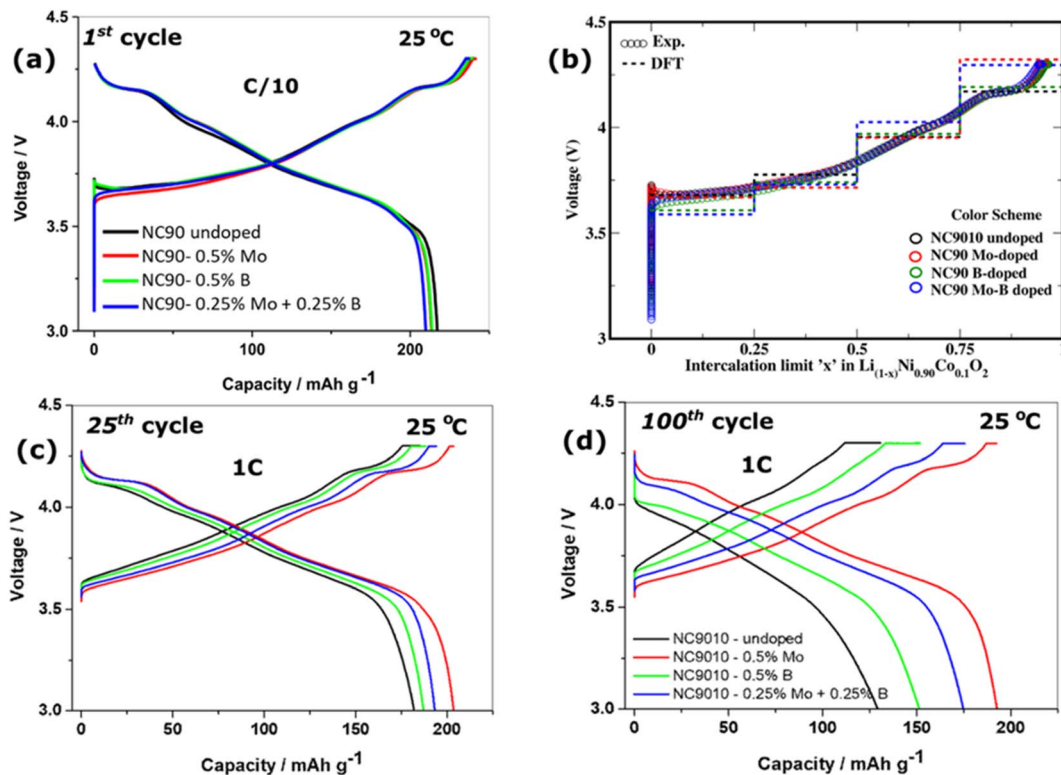 (a)
1st cycle
25 °C
C/10
4.5
4.0
3.5
3.0
Voltage / V
NC90 undoped
NC90- 0.5% Mo
NC90- 0.5% B
NC90- 0.25% Mo + 0.25% B
0 50 100 150 200
Capacity / mAh g⁻¹
(b)
Exp.
DFT
4.5
4
3.5
3
Voltage (V)
Color Scheme
NC9010 undoped
NC90 Mo-doped
NC90 B-doped
NC90 Mo-B doped
0 0.25 0.5 0.75 1
Intercalation limit 'x' in Li(1-x)Ni0.90Co0.1O2
(c)
25th cycle
25 °C
1C
4.5
4.0
3.5
3.0
Voltage / V
0 50 100 150 200
Capacity / mAh g⁻¹
(d)
100th cycle
25 °C
1C
4.5
4.0
3.5
3.0
Voltage / V
NC9010 - undoped
NC9010 - 0.5% Mo
NC9010 - 0.5% B
NC9010 - 0.25% Mo + 0.25% B
0 50 100 150 200
Capacity / mAh g⁻¹